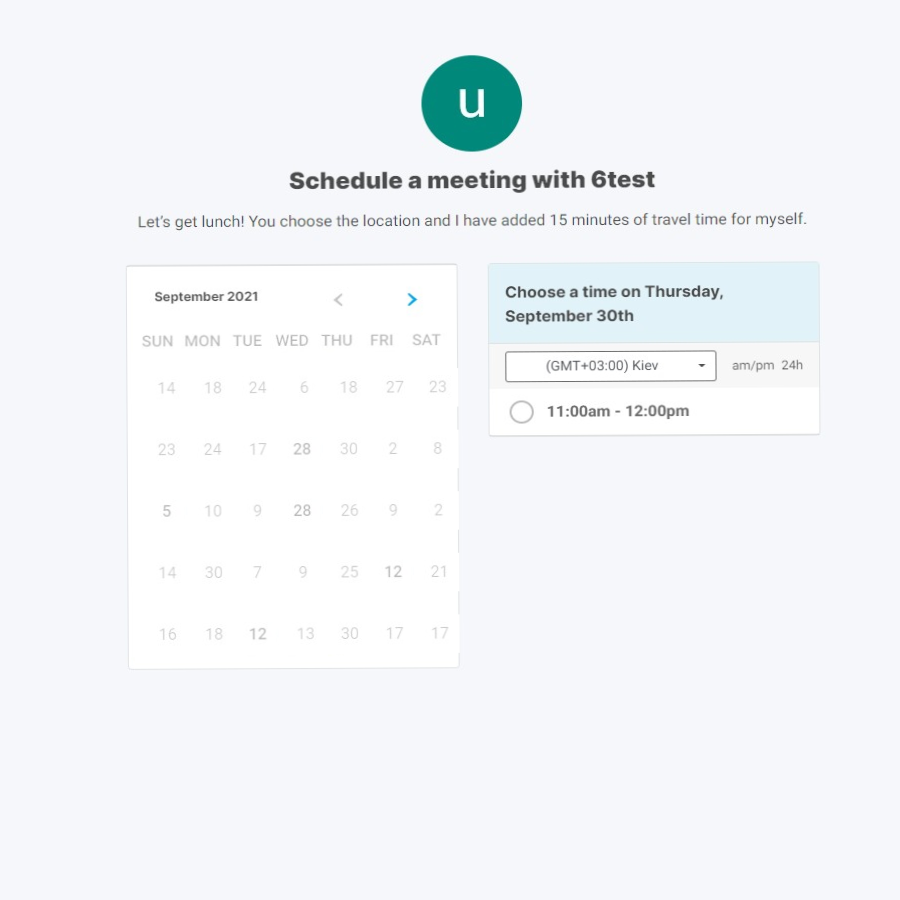 u
Schedule a meeting with 6test
Let's get lunch! You choose the location and I have added 15 minutes of travel time for myself.
September 2021
SUN MON TUE WED THU FRI SAT
14 18 24 6 18 27 23
23 24 17 28 30 2 8
5 10 9 28 26 9 2
14 30 7 9 25 12 21
16 18 12 13 30 17 17
Choose a time on Thursday,
September 30th
(GMT+03:00) Kiev am/pm 24h
11:00am - 12:00pm